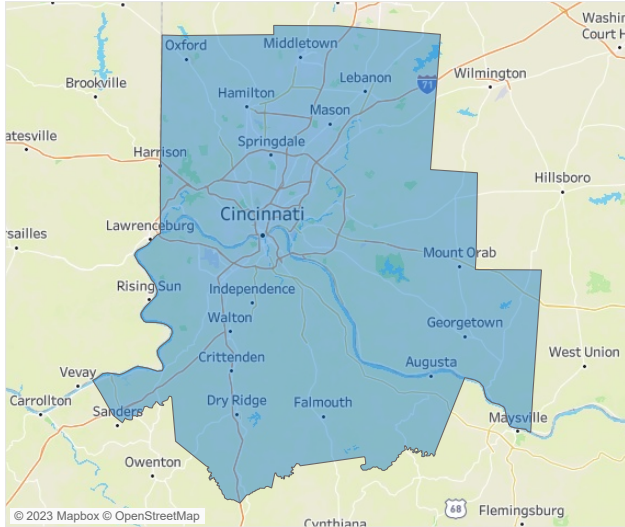 Washin
Court H
Oxford
Middletown
Brookville
Lebanon
Wilmington
71
Hamilton
Mason
atesville
Springdale
Harrison
Hillsboro
Cincinnati
Lawrenceburg
rsailles
Mount Orab
Rising Sun
Independence
Walton
Georgetown
Crittenden
West Union
Vevay
Augusta
Carrollton
Dry Ridge
Falmouth
Sanders
Maysville
Owenton
68
Flemingsburg
© 2023 Mapbox © OpenStreetMap
Cynthiana